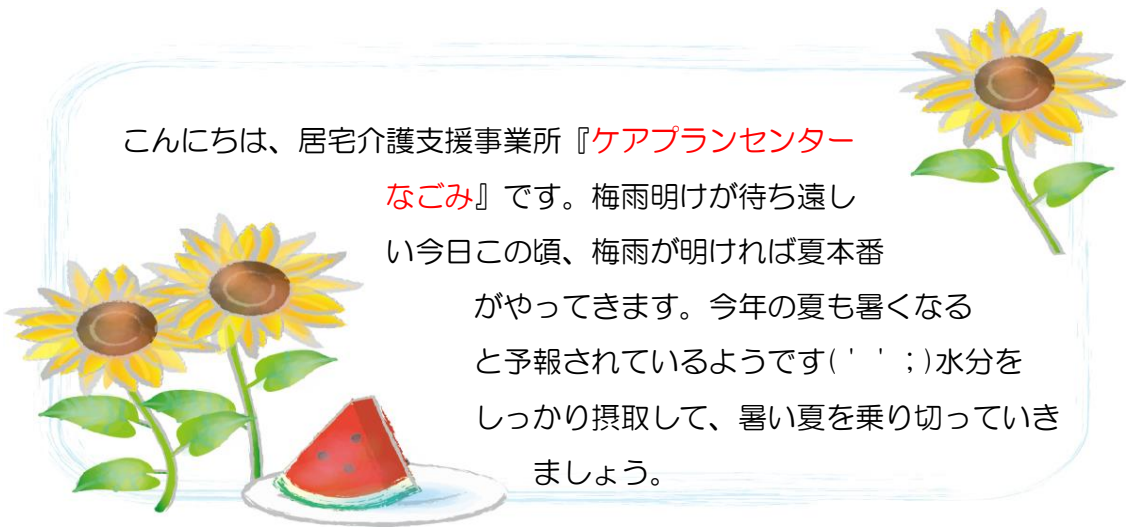 こんにちは、居宅介護支援事業所『ケアプランセンター
なごみ』です。梅雨明けが待ち遠し
い今日この頃、梅雨が明ければ夏本番
がやってきます。今年の夏も暑くなる
と予報されているようです(＇ ＇；)水分を
しっかり摂取して、暑い夏を乗り切っていき
ましょう。